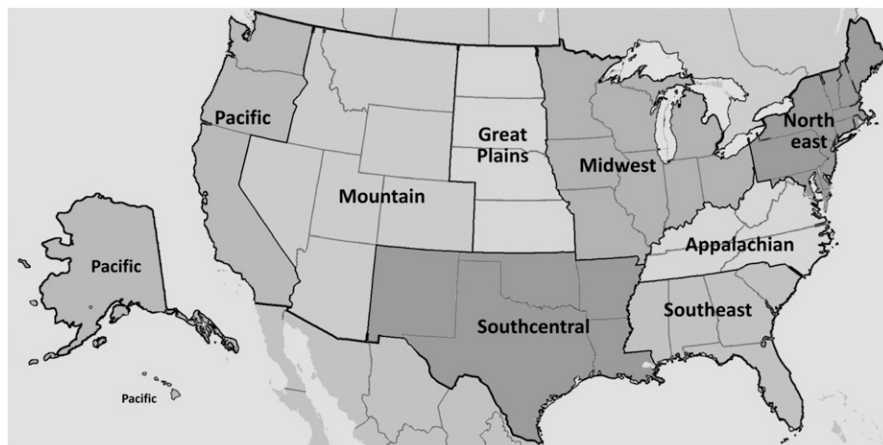 Pacific
Great
Plains
Midwest
North
east
Mountain
Appalachian
Pacific
Southcentral
Southeast
Pacific